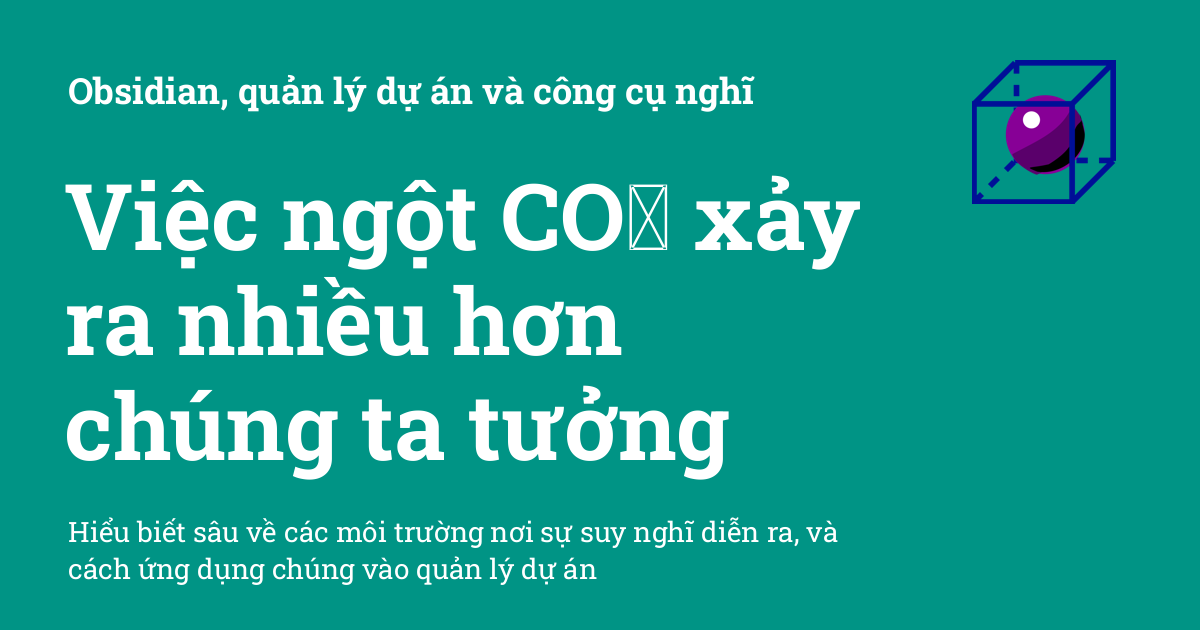 Obsidian, quản lý dự án và công cụ nghĩ
Việc ngột CO xảy
ra nhiều hơn
chúng ta tưởng
Hiểu biết sâu về các môi trường nơi sự suy nghĩ diễn ra, và
cách ứng dụng chúng vào quản lý dự án